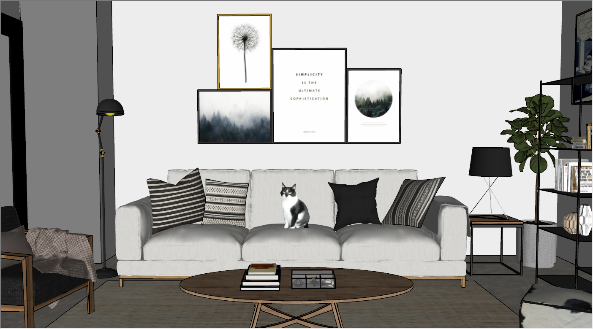 SIMPLICITY
IS THE
ULTIMATE
SOPHISTICATION